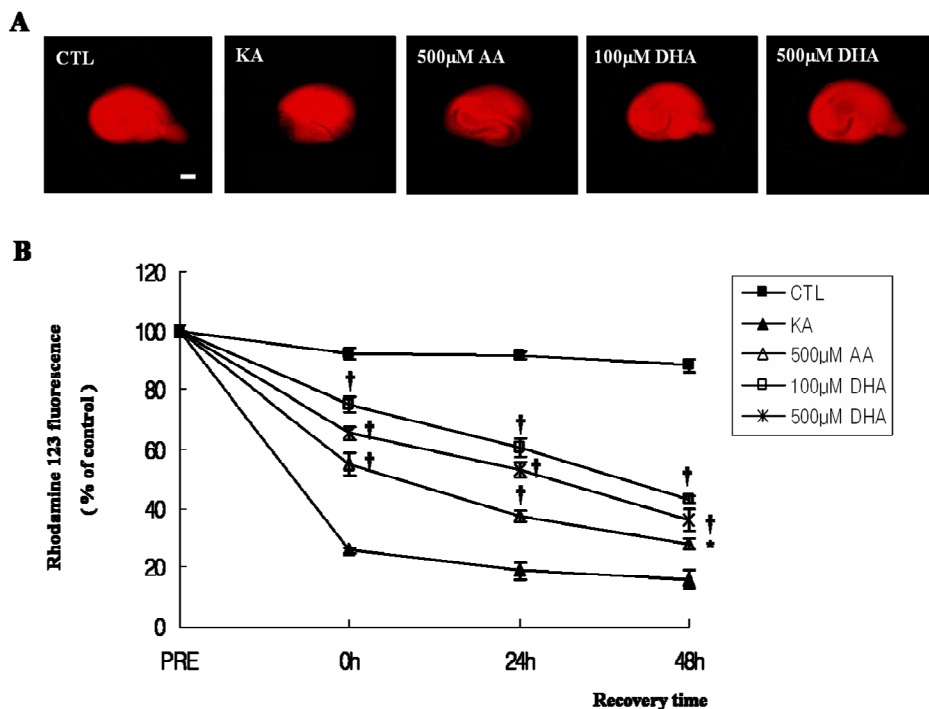 A
CTL
KA
500µM AA
100µM DHA
500µM DHA
B
Rhodamine 123 fluorescence
( % of control )
120
100
80
60
40
20
0
† 
† 
† 
† 
† 
† 
† 
† 
*
PRE
0h
24h
48h
Recovery time
CTL
KA
500µM AA
100µM DHA
500µM DHA